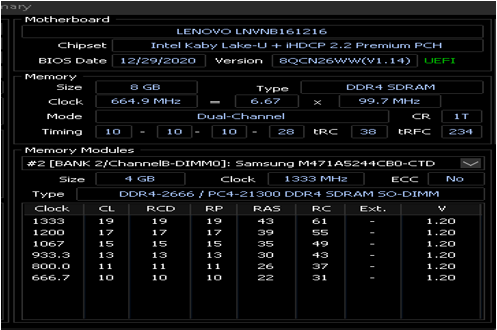 Motherboard
LENOVO LNVNB161216
Chipset Intel Kaby Lake-U + iHDCP 2.2 Premium PCH
BIOS Date 12/29/2020 Version 8QCN26WW(V1.14) UEFI
Memory
Size 8 GB Type DDR4 SDRAM
Clock 664.9 MHz = 6.67 x 99.7 MHz
Mode Dual-Channel CR 1T
Timing 10 - 10 - 10 - 28 tRC 38 tRFC 234
Memory Modules
#2 [BANK 2/ChannelB-DIMM0]: Samsung M471A5244CB0-CTD
Size 4 GB Clock 1333 MHz ECC No
Type DDR4-2666 / PC4-21300 DDR4 SDRAM SO-DIMM
Clock CL RCD RP RAS RC Ext. V
1333 19 19 19 43 61 - 1.20
1200 17 17 17 39 55 - 1.20
1067 15 15 15 35 49 - 1.20
933.3 13 13 13 30 43 - 1.20
800.0 11 11 11 26 37 - 1.20
666.7 10 10 10 22 31 - 1.20